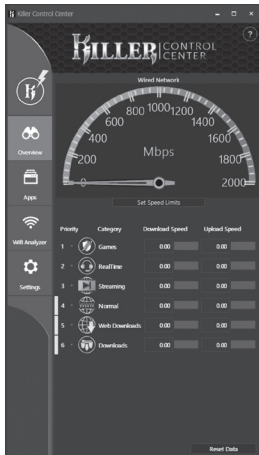 Killer Control Center
KILLER CONTROL CENTER
?
Wired Network
0 200 400 600 800 1000 1200 1400 1600 1800 2000
Mbps
Set Speed Limits
Overview
Apps
Wifi Analyzer
Settings
Priority Category Download Speed Upload Speed
1 Games 0.00 0.00
2 RealTime 0.00 0.00
3 Streaming 0.00 0.00
4 Normal 0.00 0.00
5 Web Downloads 0.00 0.00
6 Downloads 0.00 0.00
Reset Data